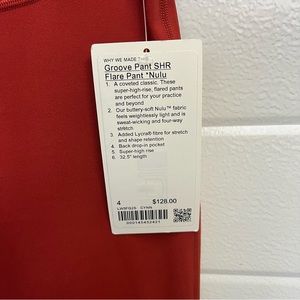 WHY WE MADE THIS
Groove Pant SHR
Flare Pant *Nulu
1. A coveted classic. These
super-high-rise, flared pants
are perfect for your practice
and beyond
2. Our buttery-soft Nulu™ fabric
feels weightlessly light and is
sweat-wicking and four-way
stretch
3. Added Lycra® fibre for stretch
and shape retention
4. Back drop-in pocket
5. Super-high rise
6. 32.5" length
4 $128.00